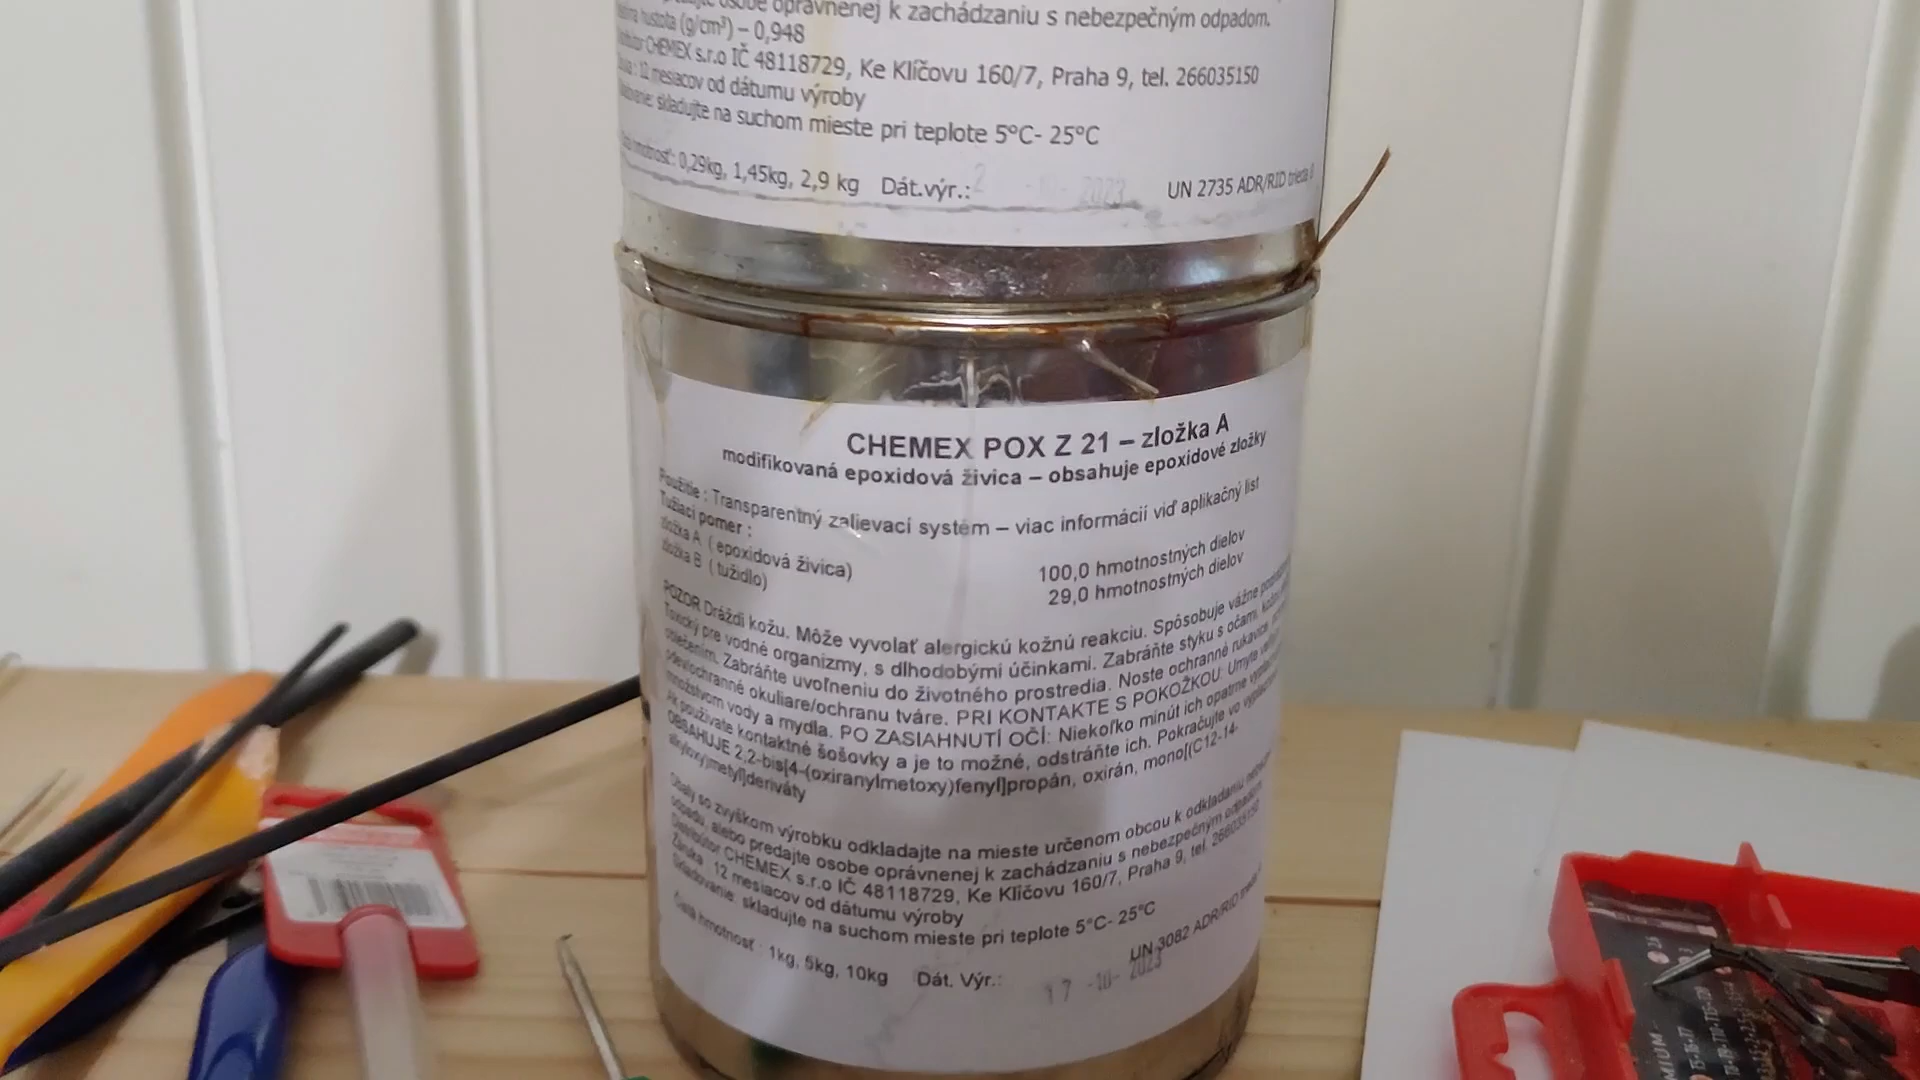 osobe oprávnenej k zachádzaniu s nebezpečným odpadom.
hustota (g/cm³) – 0,948
CHEMEX s.r.o IČ 48118729, Ke Klíčovu 160/7, Praha 9, tel. 266035150
12 mesiacov od dátumu výroby
skladujte na suchom mieste pri teplote 5°C- 25°C
0,29kg, 1,45kg, 2,9 kg Dát.výr.: 2023
UN 2735 ADR/RID trieda 8
CHEMEX POX Z 21 – zložka A
modifikovaná epoxidová živica – obsahuje epoxidové zložky
Použitie : Transparentný zalievací systém – viac informácií viď aplikačný list
Tužiaci pomer :
zložka A ( epoxidová živica) 100,0 hmotnostných dielov
zložka B ( tužidlo) 29,0 hmotnostných dielov
POZOR Dráždi kožu. Môže vyvolať alergickú kožnú reakciu. Spôsobuje vážne
Toxický pre vodné organizmy, s dlhodobými účinkami. Zabráňte styku s očami, kožou
oblečením. Zabráňte uvoľneniu do životného prostredia. Noste ochranné rukavice
odev/ochranné okuliare/ochranu tváre. PRI KONTAKTE S POKOŽKOU: Umyte
množstvom vody a mydla. PO ZASIAHNUTÍ OČÍ: Niekoľko minút ich opatrne
Ak používate kontaktné šošovky a je to možné, odstráňte ich. Pokračujte vo
OBSAHUJE 2,2-bis[4-(oxiranylmetoxy)fenyl]propán, oxirán, mono[(C12-14-
alkyloxy)metyl]deriváty
Obaly so zvyškom výrobku odkladajte na mieste určenom obcou k odkladaniu
odpadu, alebo predajte osobe oprávnenej k zachádzaniu s nebezpečným odpadom
Distribútor CHEMEX s.r.o IČ 48118729, Ke Klíčovu 160/7, Praha 9, tel. 266035150
Záruka : 12 mesiacov od dátumu výroby
Skladovanie: skladujte na suchom mieste pri teplote 5°C- 25°C
UN 3082 ADR/RID
Čistá hmotnosť : 1kg, 5kg, 10kg Dát. Výr.: 17 -10- 2023